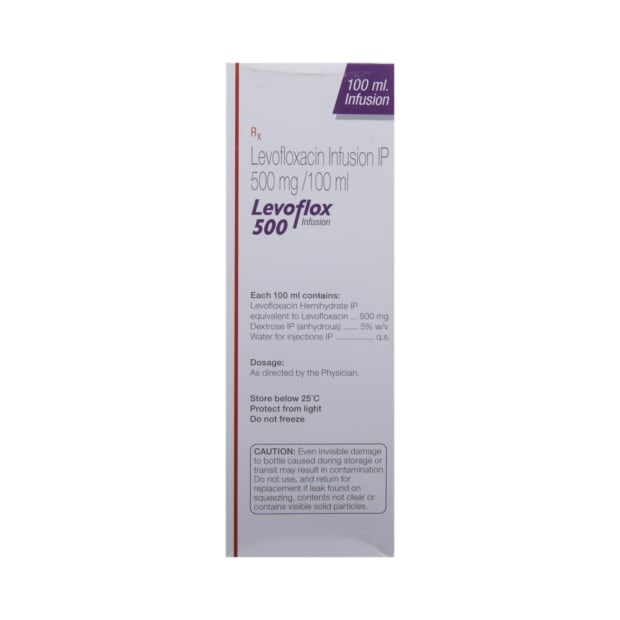 100 ml.
Infusion
Rx
Levofloxacin Infusion IP
500 mg /100 ml
Levoflox
500 Infusion
Each 100 ml contains:
Levofloxacin Hemihydrate IP
equivalent to Levofloxacin ... 500 mg
Dextrose IP (anhydrous) ...... 5% w/v
Water for injections IP ................. q.s.
Dosage:
As directed by the Physician.
Store below 25°C
Protect from light
Do not freeze
CAUTION: Even invisible damage
to bottle caused during storage or
transit may result in contamination.
Do not use, and return for
replacement if leak found on
squeezing, contents not clear or
contains visible solid particles.